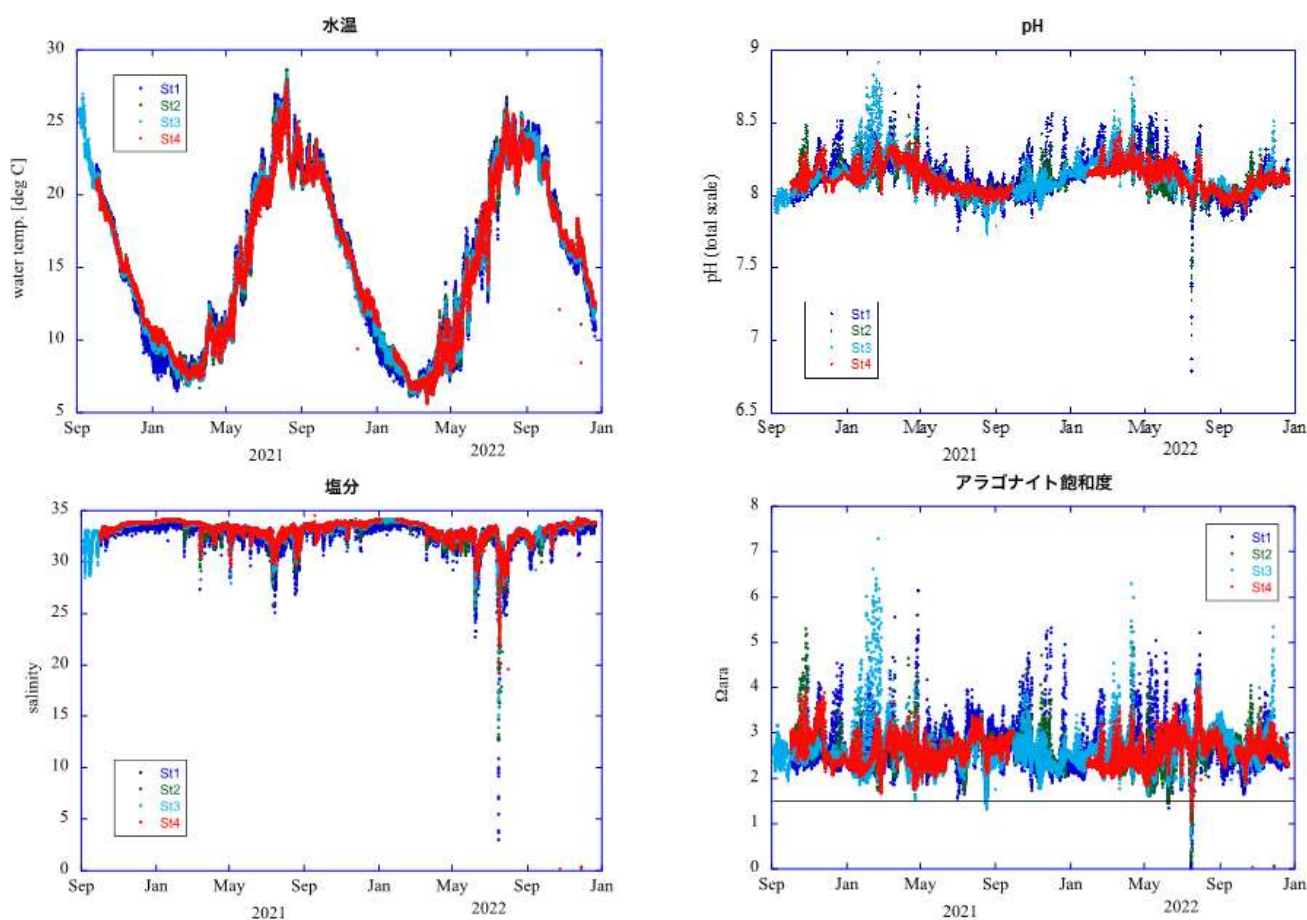 水温
30
25
20
15
10
5
water temp. [deg C]
St1
St2
St3
St4
Sep Jan May Sep Jan May Sep Jan
2021 2022
pH
9
8.5
8
7.5
7
6.5
pH (total scale)
St1
St2
St3
St4
Sep Jan May Sep Jan May Sep Jan
2021 2022
塩分
35
30
25
20
15
10
5
0
salinity
St1
St2
St3
St4
Sep Jan May Sep Jan May Sep Jan
2021 2022
アラゴナイト飽和度
8
7
6
5
4
3
2
1
0
Ωara
St1
St2
St3
St4
Sep Jan May Sep Jan May Sep Jan
2021 2022